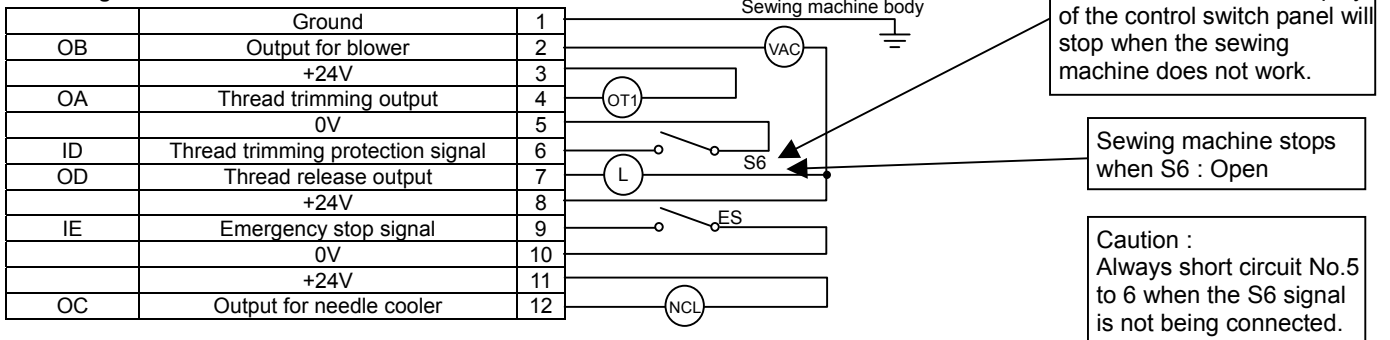 Sewing machine body
Ground 1
OB Output for blower 2
VAC
+24V 3
OA Thread trimming output 4
OT1
0V 5
ID Thread trimming protection signal 6
S6
OD Thread release output 7
L
+24V 8
IE Emergency stop signal 9
ES
0V 10
+24V 11
OC Output for needle cooler 12
NCL
of the control switch panel will
stop when the sewing
machine does not work.
Sewing machine stops
when S6 : Open
Caution :
Always short circuit No.5
to 6 when the S6 signal
is not being connected.